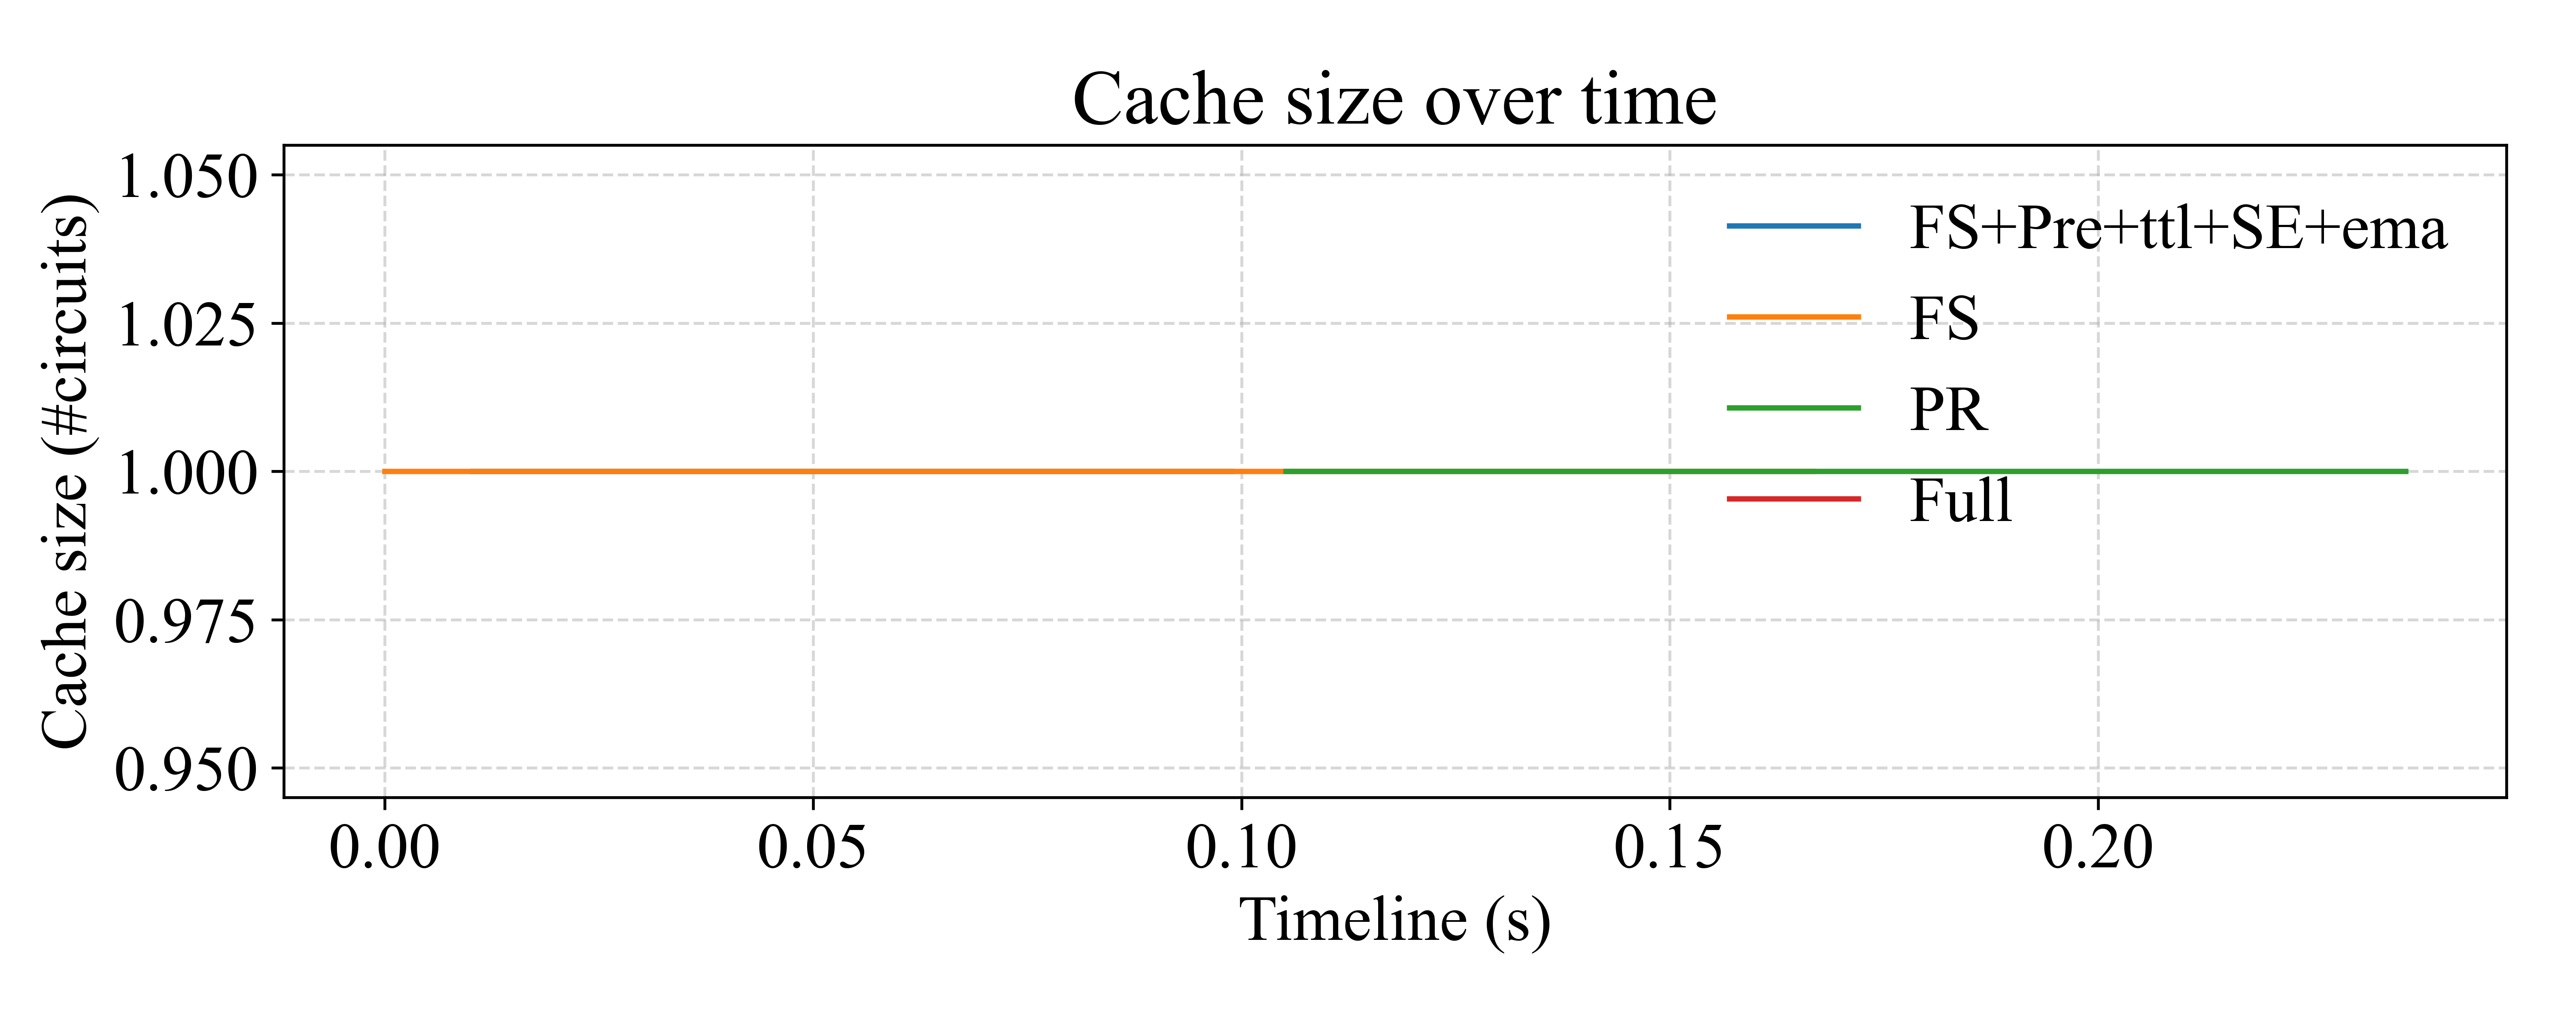 Cache size over time
Cache size (#circuits)
1.050
1.025
1.000
0.975
0.950
FS+Pre+ttl+SE+ema
FS
PR
Full
0.00 0.05 0.10 0.15 0.20
Timeline (s)